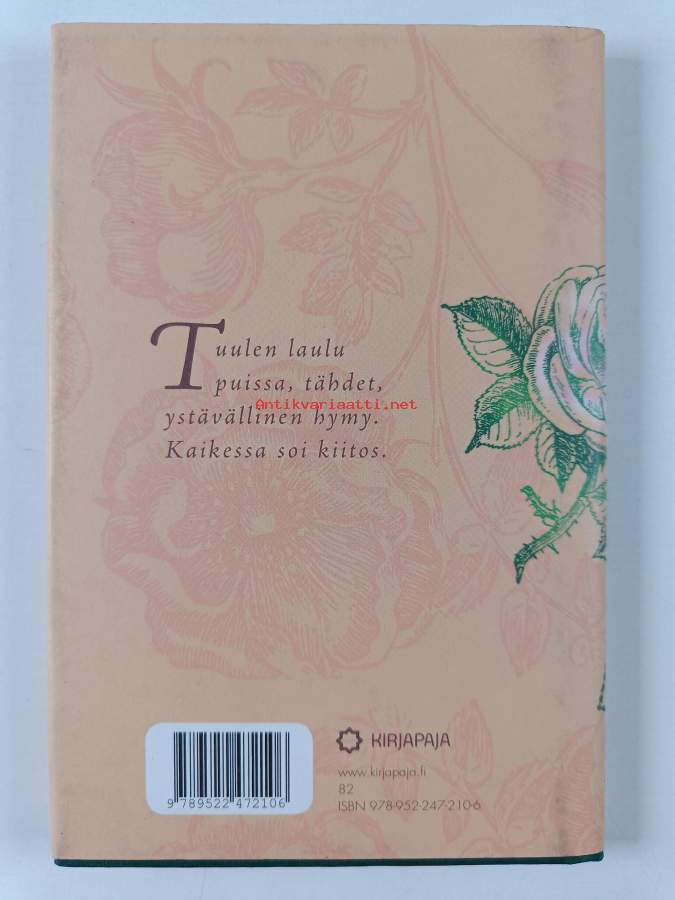 Tuulen laulu
puissa, tähdet,
Antikvariaatti.net
ystävällinen hymy.
Kaikessa soi kiitos.
KIRJAPAJA
www.kirjapaja.fi
82
ISBN 978-952-247-210-6
9 789522 472106